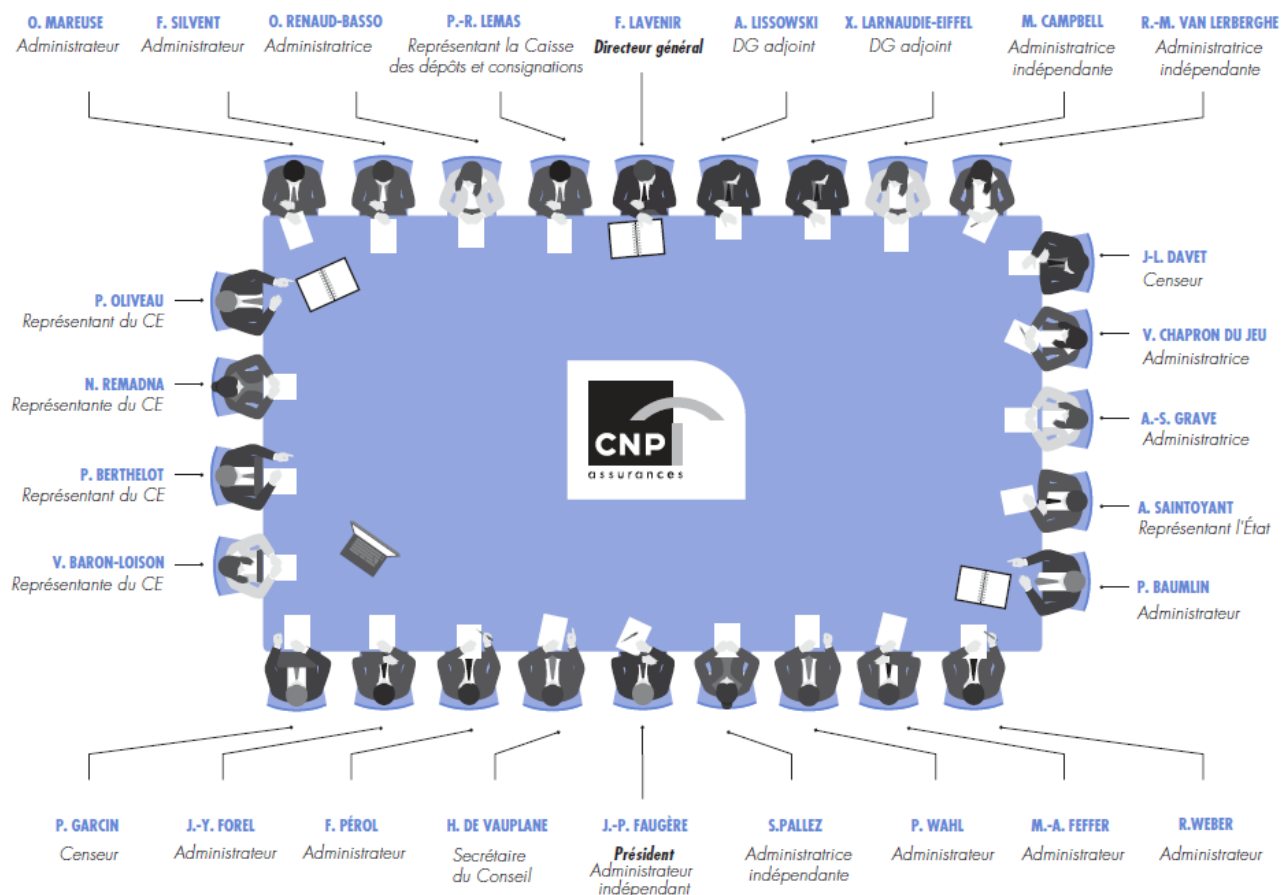 O. MAREUSE
Administrateur
F. SILVENT
Administrateur
O. RENAUD-BASSO
Administratrice
P.-R. LEMAS
Représentant la Caisse
des dépôts et consignations
F. LAVENIR
Directeur général
A. LISSOWSKI
DG adjoint
X. LARNAUDIE-EIFFEL
DG adjoint
M. CAMPBELL
Administratrice
indépendante
R.-M. VAN LERBERGHE
Administratrice
indépendante
P. OLIVEAU
Représentant du CE
N. REMADNA
Représentante du CE
P. BERTHELOT
Représentant du CE
V. BARON-LOISON
Représentante du CE
CNP
assurances
J-L. DAVET
Censeur
V. CHAPRON DU JEU
Administratrice
A.-S. GRAVE
Administratrice
A. SAINTOYANT
Représentant l'État
P. BAUMLIN
Administrateur
P. GARCIN
Censeur
J.-Y. FOREL
Administrateur
F. PÉROL
Administrateur
H. DE VAUPLANE
Secrétaire
du Conseil
J.-P. FAUGÈRE
Président
Administrateur
indépendant
S.PALLEZ
Administratrice
indépendante
P. WAHL
Administrateur
M.-A. FEFFER
Administrateur
R.WEBER
Administrateur